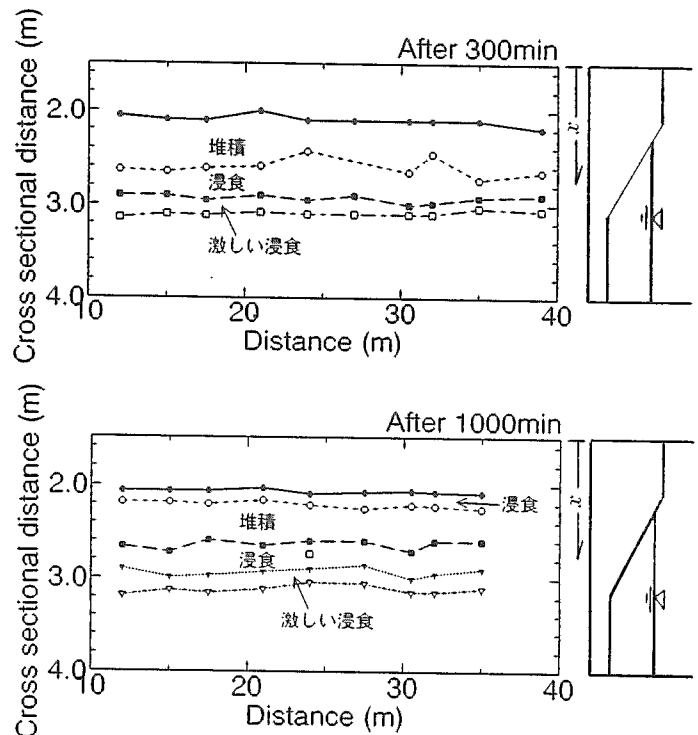 After 300min
Cross sectional distance (m)
2.0
3.0
4.0
堆積
浸食
激しい浸食
10
20
30
40
Distance (m)
x
After 1000min
Cross sectional distance (m)
2.0
3.0
4.0
浸食
堆積
浸食
激しい浸食
10
20
30
40
Distance (m)
x